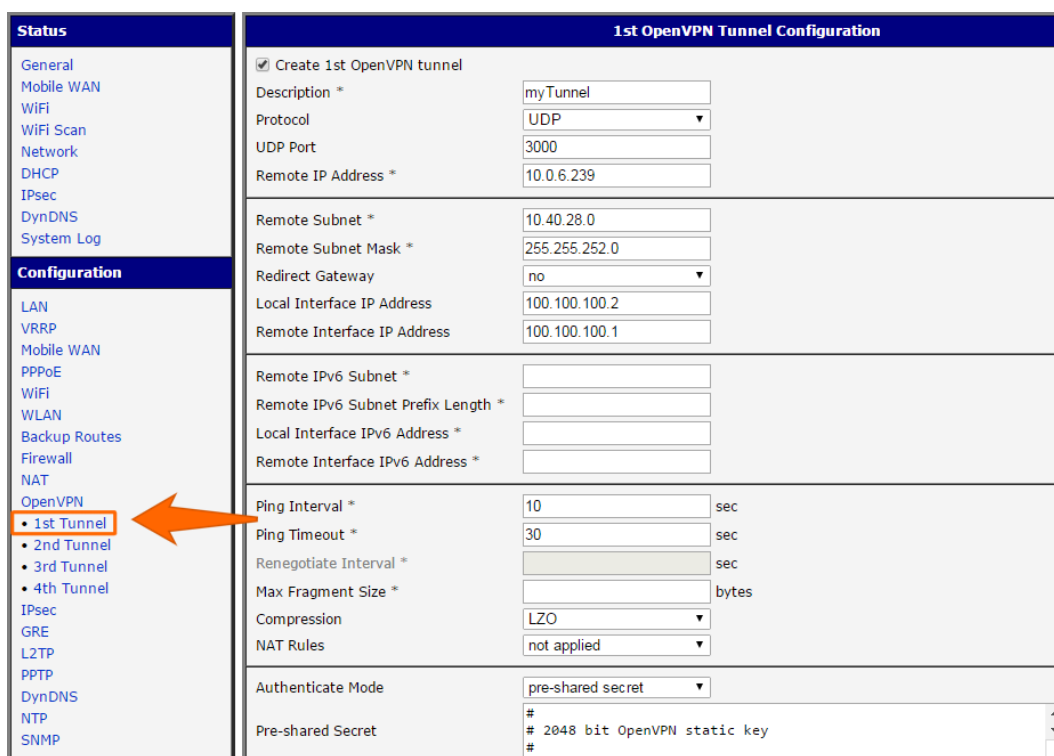 Status
General
Mobile WAN
WiFi
WiFi Scan
Network
DHCP
IPsec
DynDNS
System Log
Configuration
LAN
VRRP
Mobile WAN
PPPoE
WiFi
WLAN
Backup Routes
Firewall
NAT
OpenVPN
• 1st Tunnel
• 2nd Tunnel
• 3rd Tunnel
• 4th Tunnel
IPsec
GRE
L2TP
PPTP
DynDNS
NTP
SNMP
1st OpenVPN Tunnel Configuration
Create 1st OpenVPN tunnel
Description * myTunnel
Protocol UDP
UDP Port 3000
Remote IP Address * 10.0.6.239
Remote Subnet * 10.40.28.0
Remote Subnet Mask * 255.255.252.0
Redirect Gateway no
Local Interface IP Address 100.100.100.2
Remote Interface IP Address 100.100.100.1
Remote IPv6 Subnet *
Remote IPv6 Subnet Prefix Length *
Local Interface IPv6 Address *
Remote Interface IPv6 Address *
Ping Interval * 10 sec
Ping Timeout * 30 sec
Renegotiate Interval * sec
Max Fragment Size * bytes
Compression LZO
NAT Rules not applied
Authenticate Mode pre-shared secret
Pre-shared Secret
#
# 2048 bit OpenVPN static key
#